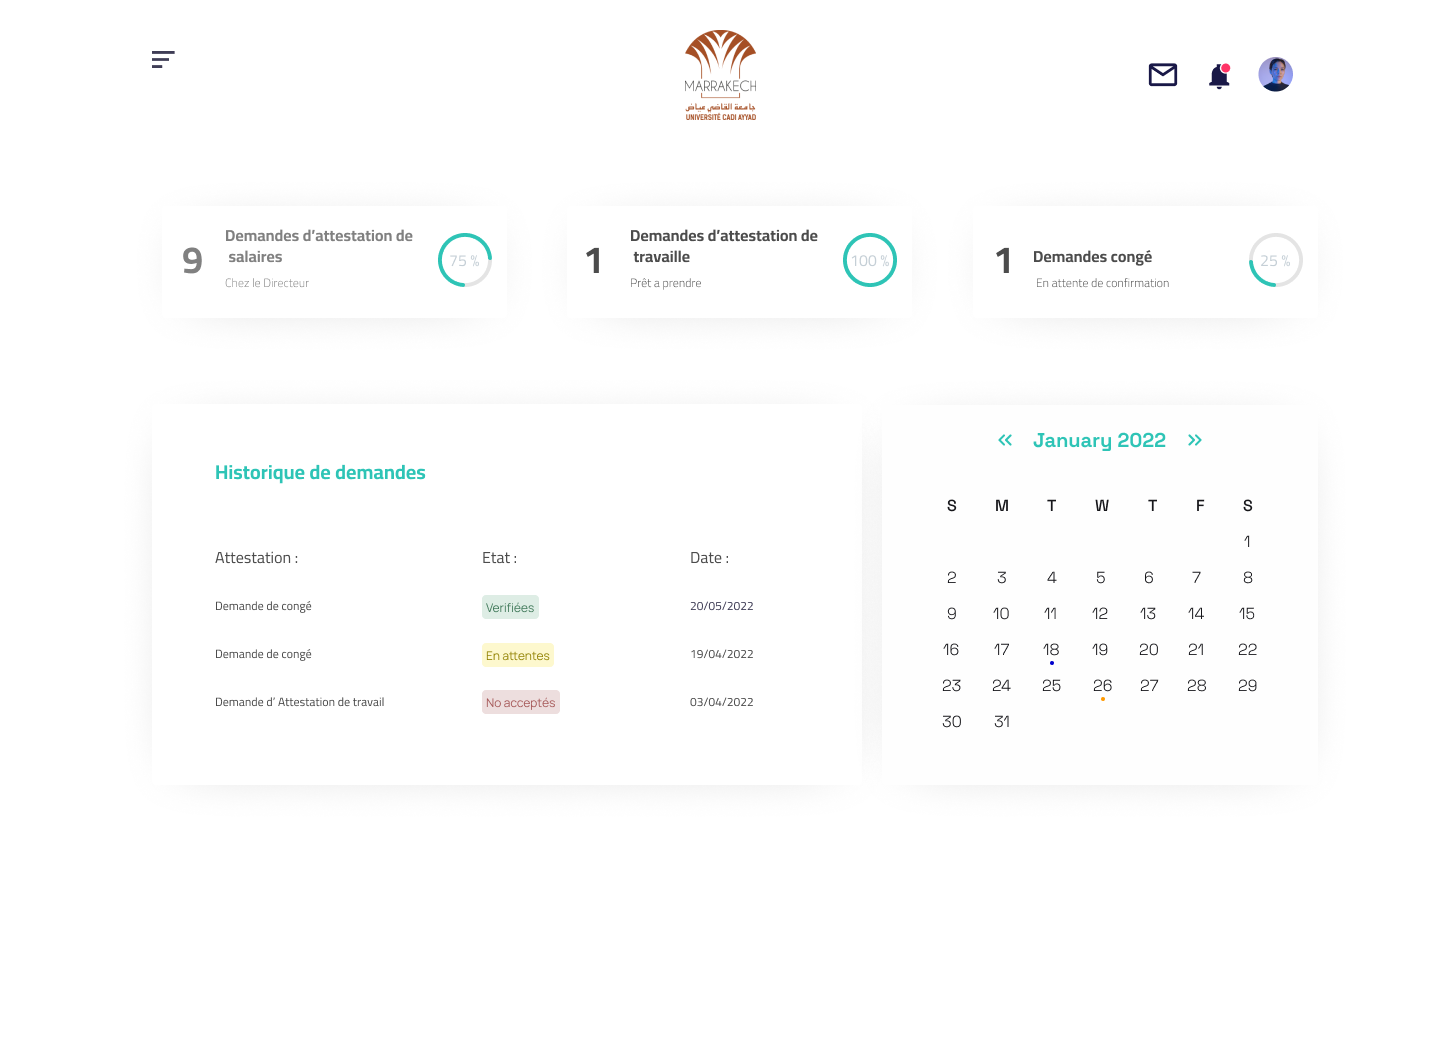 MARRAKECH
جامعة القاضي عياض
UNIVERSITÉ CADI AYYAD
9
Demandes d’attestation de
salaires
Chez le Directeur
75 %
1
Demandes d’attestation de
travaille
Prêt a prendre
100 %
1
Demandes congé
En attente de confirmation
25 %
Historique de demandes
Attestation : Etat : Date :
Demande de congé Verifiées 20/05/2022
Demande de congé En attentes 19/04/2022
Demande d’ Attestation de travail No acceptés 03/04/2022
« January 2022 »
S M T W T F S
1
2 3 4 5 6 7 8
9 10 11 12 13 14 15
16 17 18 19 20 21 22
23 24 25 26 27 28 29
30 31